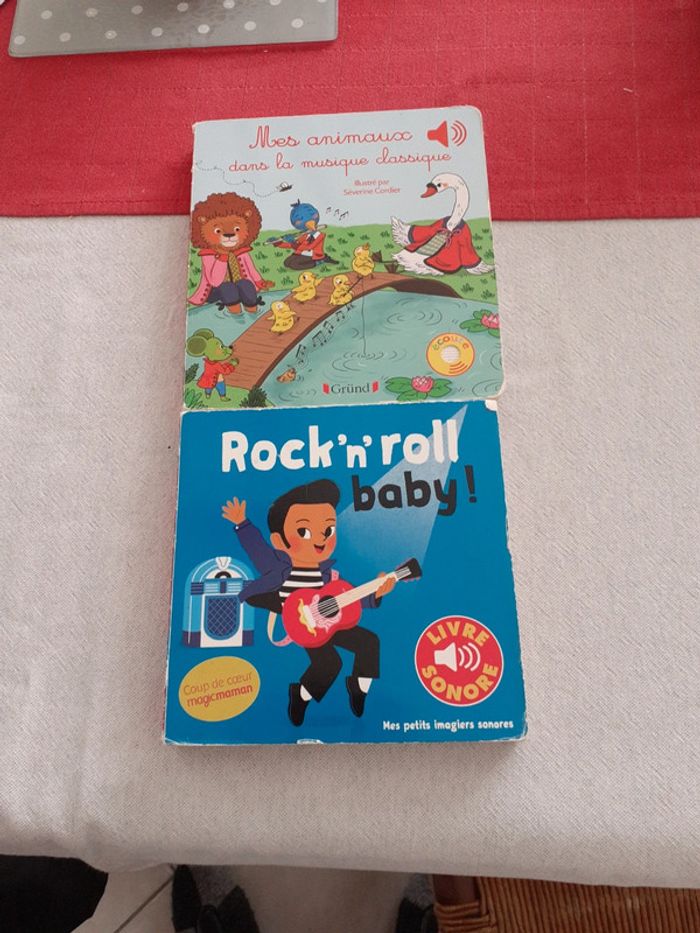 Mes animaux
dans la musique classique
Illustré par
Séverine Cordier
écoute
Gründ
Rock'n'roll
baby!
LIVRE
SONORE
Coup de cœur
magicmaman
Mes petits imagiers sonores